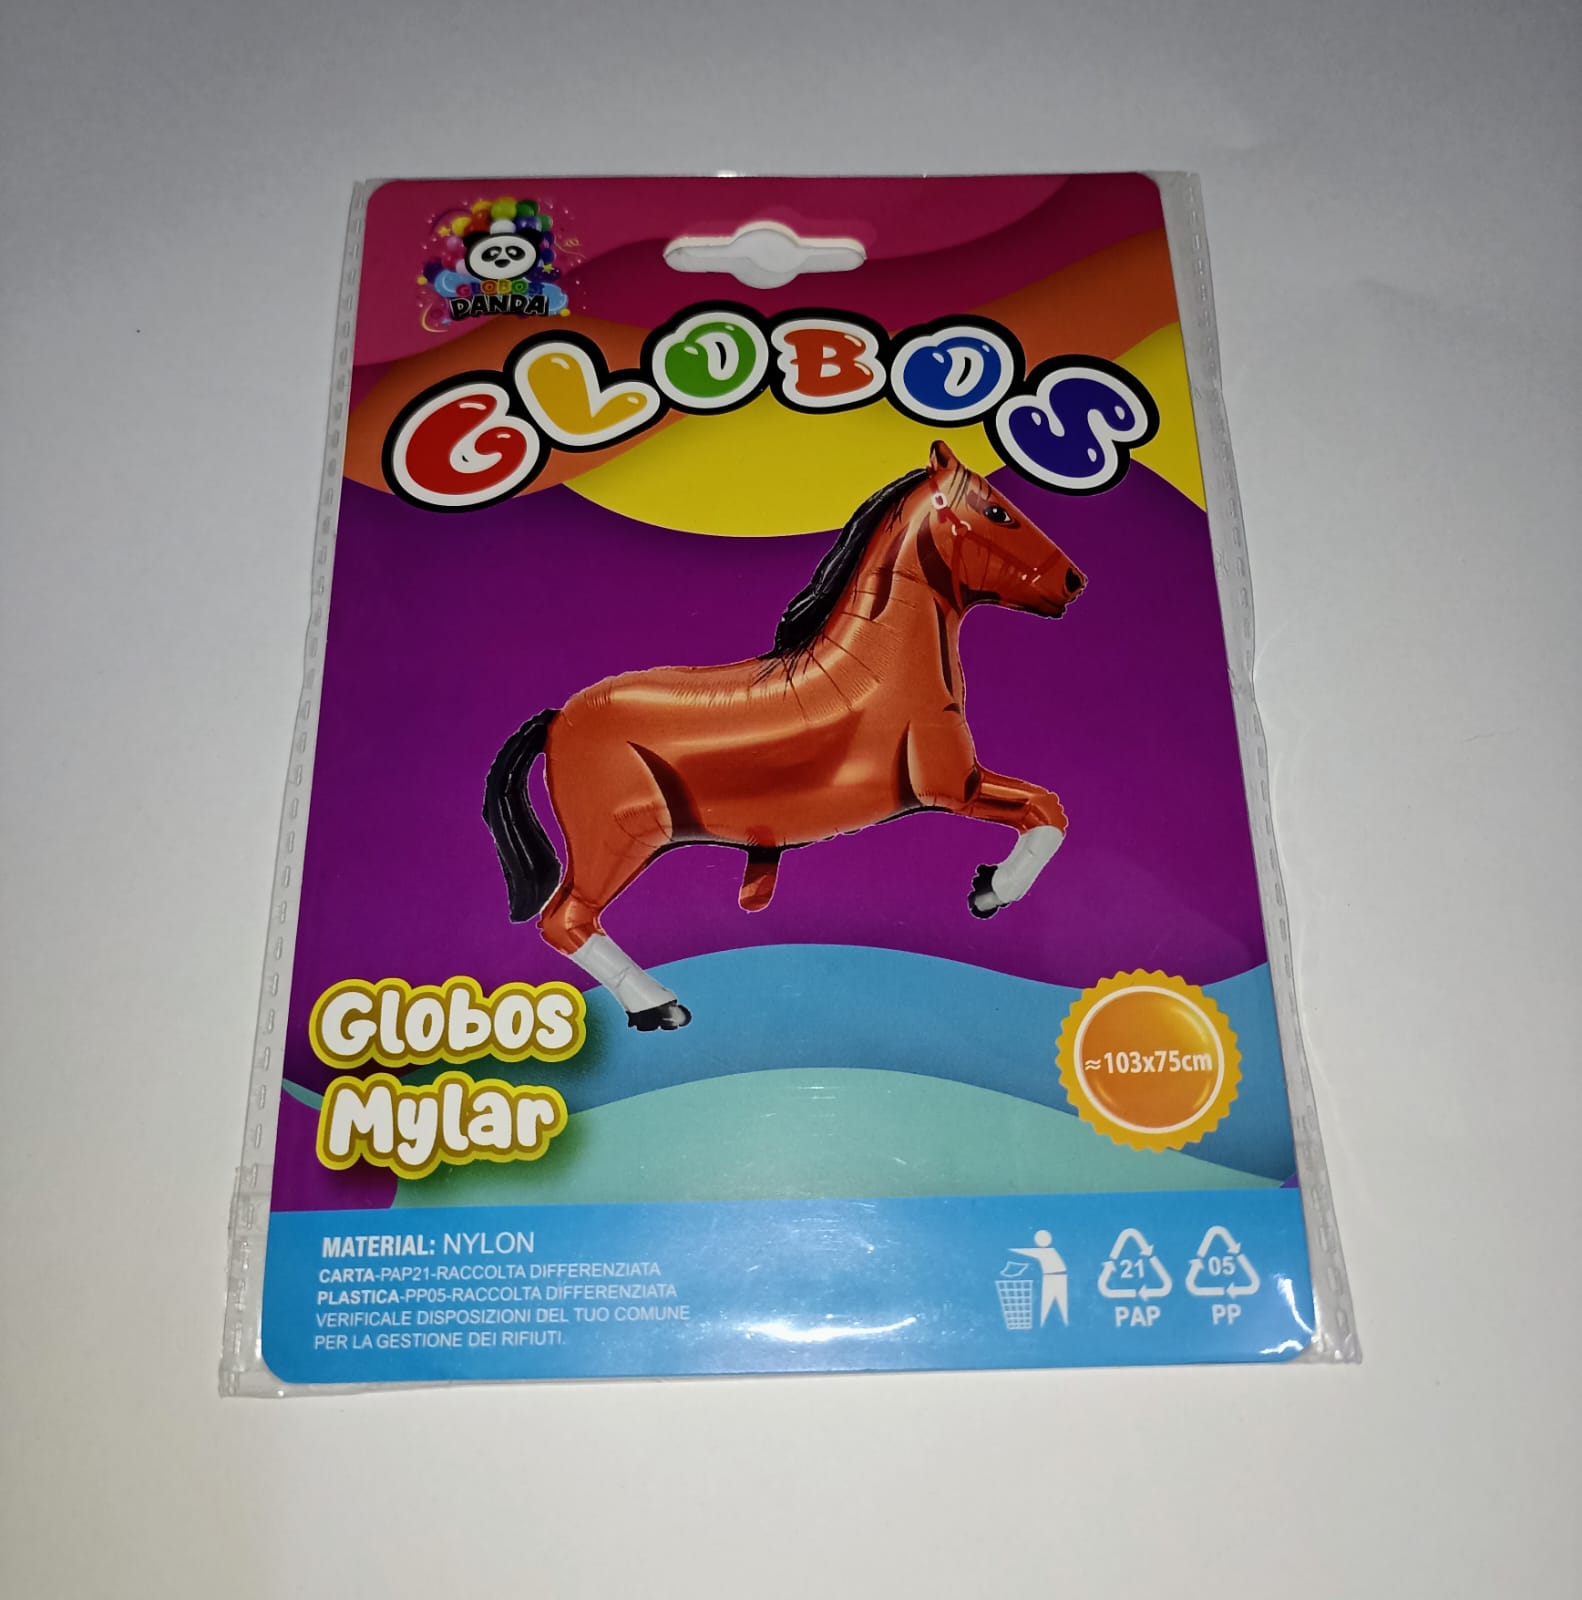 GLOBOS
PANDA
GLOBOS
Globos
Mylar
≈103x75cm
MATERIAL: NYLON
CARTA-PAP21-RACCOLTA DIFFERENZIATA
PLASTICA-PP05-RACCOLTA DIFFERENZIATA
VERIFICALE DISPOSIZIONI DEL TUO COMUNE
PER LA GESTIONE DEI RIFIUTI.
21
PAP
05
PP